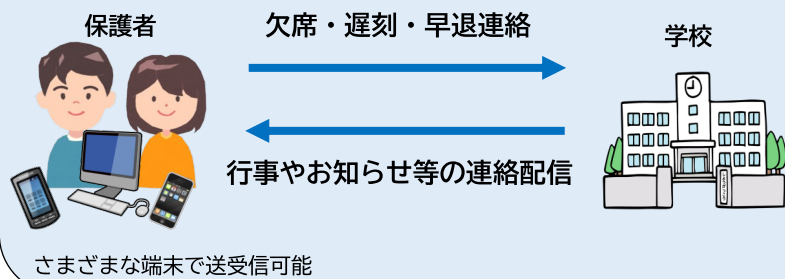 保護者
欠席・遅刻・早退連絡
学校
行事やお知らせ等の連絡配信
さまざまな端末で送受信可能